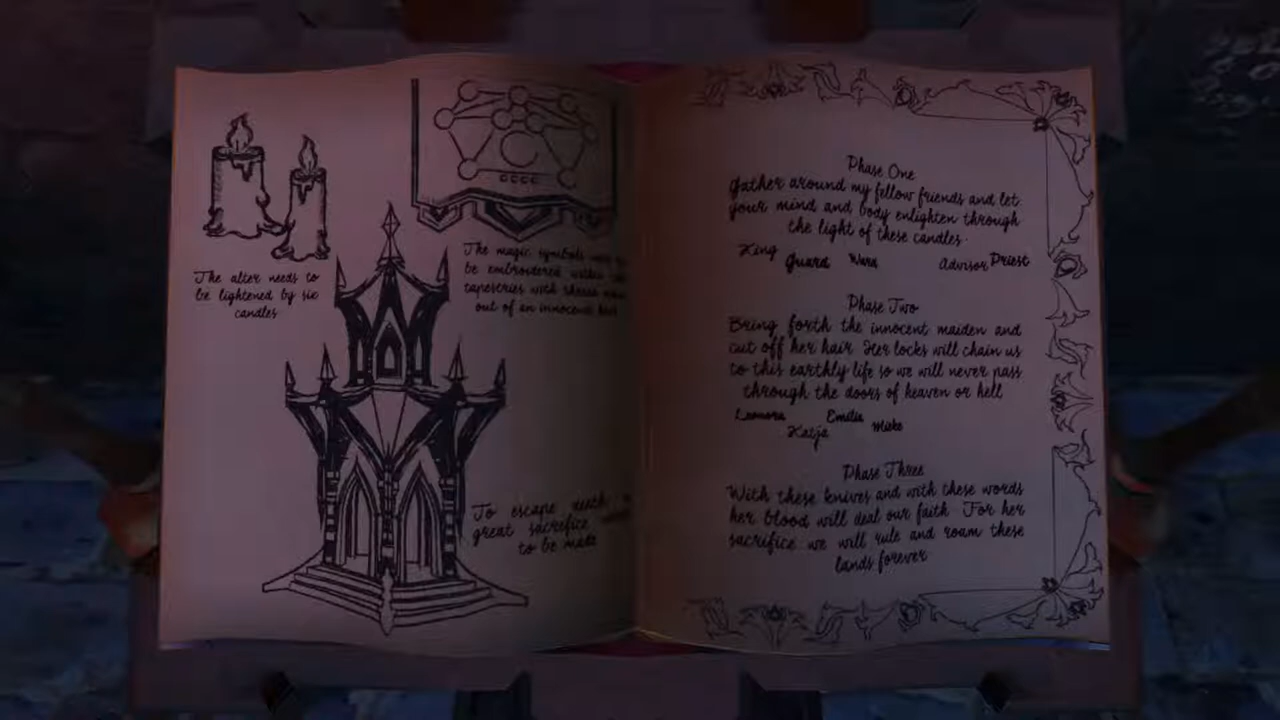 The alter needs to
be lightened by six
candles
The magic symbols
be embroidered
tapestries with
out of an innocent
To escape death
great sacrefice
to be made
Phase One
Gather around my fellow friends and let
your mind and body enlighten through
the light of these candles.
King Guard Ward Advisor Priest
Phase Two
Bring forth the innocent maiden and
cut off her hair. Her locks will chain us
to this earthly life so we will never pass
through the doors of heaven or hell
Leonora Katja Emilia Mieke
Phase Three
With these knives and with these words
her blood will deal our faith. For her
sacrifice we will rule and roam these
lands forever